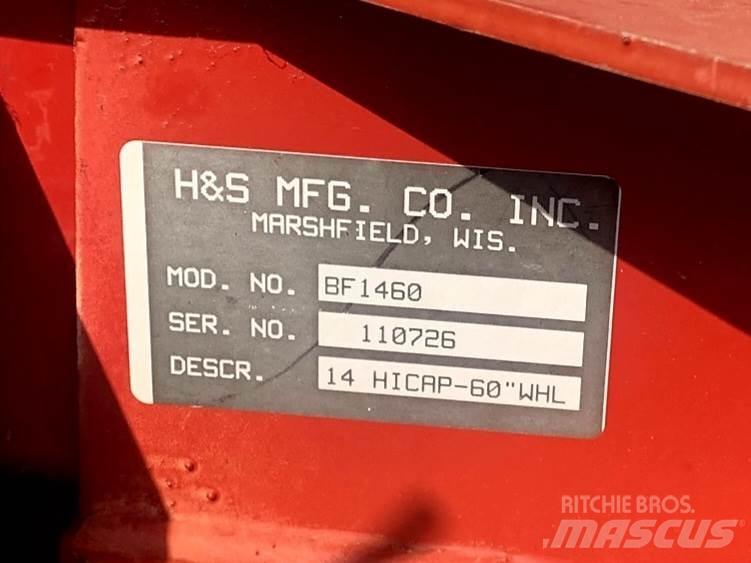 H&S MFG. CO. INC.
MARSHFIELD, WIS.
MOD. NO. BF1460
SER. NO. 110726
DESCR. 14 HICAP-60"WHL
RITCHIE BROS.
MASCUS